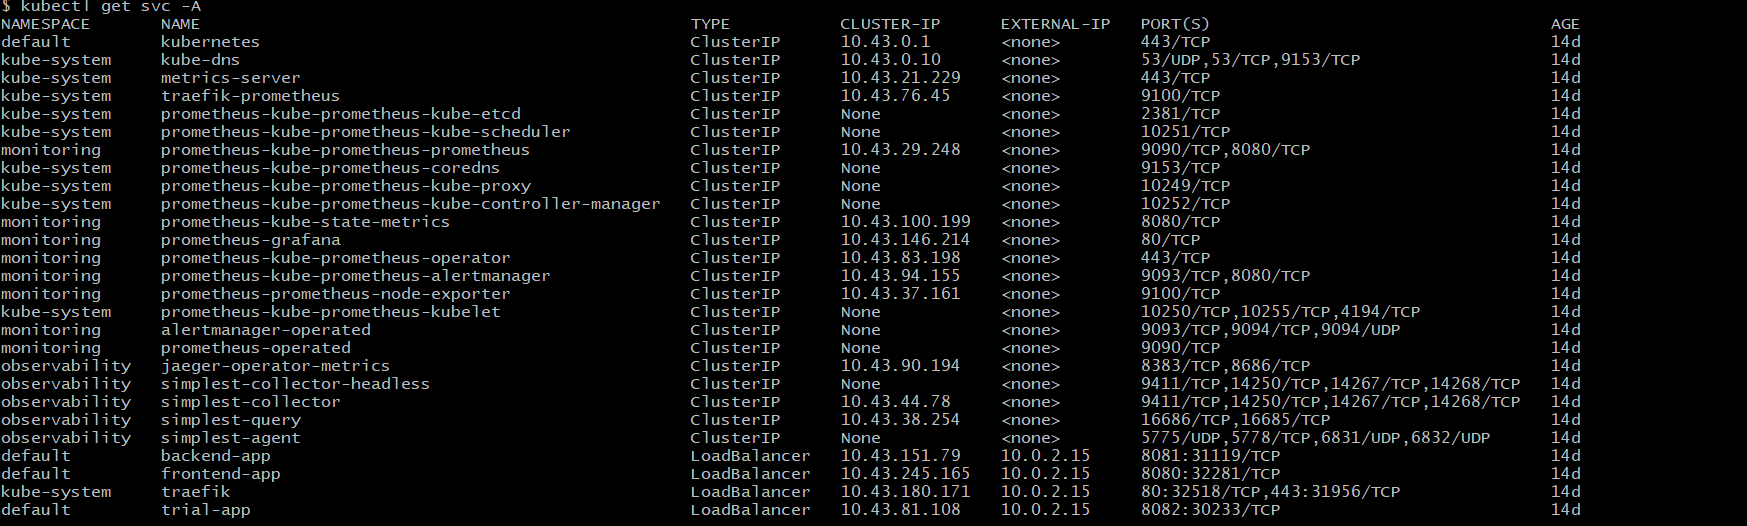 $ kubectl get svc -A
NAMESPACE NAME TYPE CLUSTER-IP EXTERNAL-IP PORT(S) AGE
default kubernetes ClusterIP 10.43.0.1 <none> 443/TCP 14d
kube-system kube-dns ClusterIP 10.43.0.10 <none> 53/UDP,53/TCP,9153/TCP 14d
kube-system metrics-server ClusterIP 10.43.21.229 <none> 443/TCP 14d
kube-system traefik-prometheus ClusterIP 10.43.76.45 <none> 9100/TCP 14d
kube-system prometheus-kube-prometheus-kube-etcd ClusterIP None <none> 2381/TCP 14d
kube-system prometheus-kube-prometheus-kube-scheduler ClusterIP None <none> 10251/TCP 14d
monitoring prometheus-kube-prometheus-prometheus ClusterIP 10.43.29.248 <none> 9090/TCP,8080/TCP 14d
kube-system prometheus-kube-prometheus-coredns ClusterIP None <none> 9153/TCP 14d
kube-system prometheus-kube-prometheus-kube-proxy ClusterIP None <none> 10249/TCP 14d
kube-system prometheus-kube-prometheus-kube-controller-manager ClusterIP None <none> 10252/TCP 14d
monitoring prometheus-kube-state-metrics ClusterIP 10.43.100.199 <none> 8080/TCP 14d
monitoring prometheus-grafana ClusterIP 10.43.146.214 <none> 80/TCP 14d
monitoring prometheus-kube-prometheus-operator ClusterIP 10.43.83.198 <none> 443/TCP 14d
monitoring prometheus-kube-prometheus-alertmanager ClusterIP 10.43.94.155 <none> 9093/TCP,8080/TCP 14d
monitoring prometheus-prometheus-node-exporter ClusterIP 10.43.37.161 <none> 9100/TCP 14d
kube-system prometheus-kube-prometheus-kubelet ClusterIP None <none> 10250/TCP,10255/TCP,4194/TCP 14d
monitoring alertmanager-operated ClusterIP None <none> 9093/TCP,9094/TCP,9094/UDP 14d
monitoring prometheus-operated ClusterIP None <none> 9090/TCP 14d
observability jaeger-operator-metrics ClusterIP 10.43.90.194 <none> 8383/TCP,8686/TCP 14d
observability simplest-collector-headless ClusterIP None <none> 9411/TCP,14250/TCP,14267/TCP,14268/TCP 14d
observability simplest-collector ClusterIP 10.43.44.78 <none> 9411/TCP,14250/TCP,14267/TCP,14268/TCP 14d
observability simplest-query ClusterIP 10.43.38.254 <none> 16686/TCP,16685/TCP 14d
observability simplest-agent ClusterIP None <none> 5775/UDP,5778/TCP,6831/UDP,6832/UDP 14d
default backend-app LoadBalancer 10.43.151.79 10.0.2.15 8081:31119/TCP 14d
default frontend-app LoadBalancer 10.43.245.165 10.0.2.15 8080:32281/TCP 14d
kube-system traefik LoadBalancer 10.43.180.171 10.0.2.15 80:32518/TCP,443:31956/TCP 14d
default trial-app LoadBalancer 10.43.81.108 10.0.2.15 8082:30233/TCP 14d